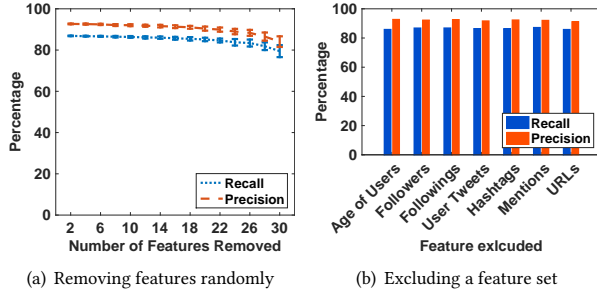 100
80
60
40
20
0
Percentage
Recall
Precision
2 6 10 14 18 22 26 30
Number of Features Removed
(a) Removing features randomly
100
80
60
40
20
0
Percentage
Recall
Precision
Age of Users
Followers
Followings
User Tweets
Hashtags
Mentions
URLs
Feature exlcuded
(b) Excluding a feature set